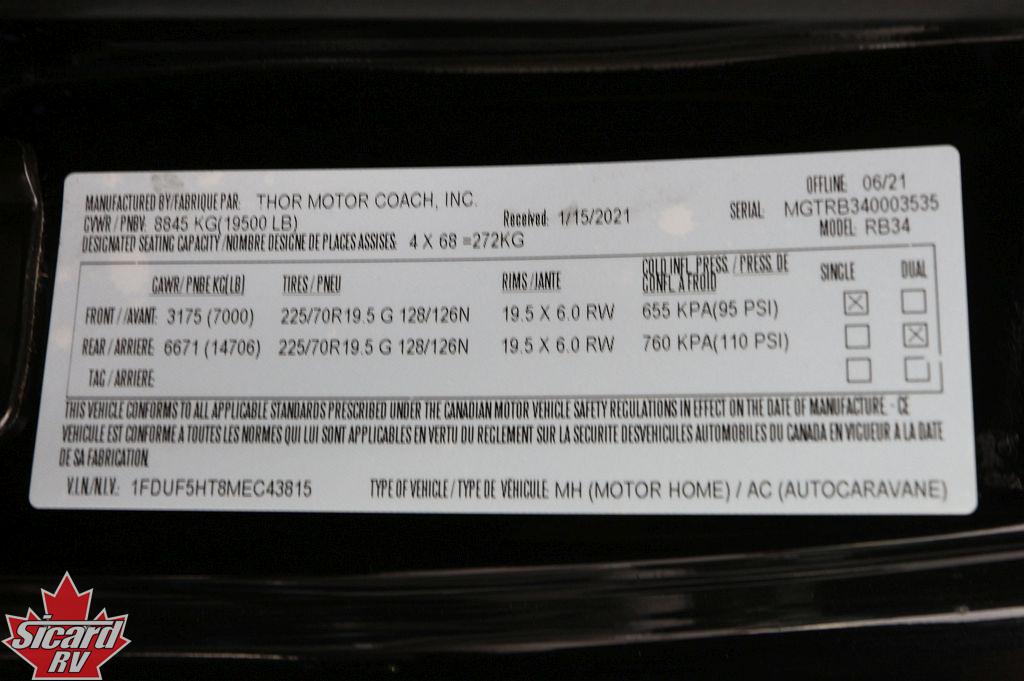 OFFLINE 06/21
MANUFACTURED BY/FABRIQUE PAR: THOR MOTOR COACH, INC.
SERIAL MGTRB340003535
GVWR / PNBV: 8845 KG(19500 LB) Received: 1/15/2021
MODEL: RB34
DESIGNATED SEATING CAPACITY / NOMBRE DESIGNE DE PLACES ASSISES: 4 X 68 =272KG
GAWR/ PNBE KG(LB) TIRES / PNEU RIMS / JANTE COLD INFL. PRESS. / PRESS. DE SINGLE DUAL
CONFL. A FROID
FRONT / /AVANT: 3175 (7000) 225/70R19.5 G 128/126N 19.5 X 6.0 RW 655 KPA(95 PSI) ☒ ☐
REAR / ARRIERE: 6671 (14706) 225/70R19.5 G 128/126N 19.5 X 6.0 RW 760 KPA(110 PSI) ☐ ☒
TAG / ARRIERE: ☐ ☐
THIS VEHICLE CONFORMS TO ALL APPLICABLE STANDARDS PRESCRIBED UNDER THE CANADIAN MOTOR VEHICLE SAFETY REGULATIONS IN EFFECT ON THE DATE OF MANUFACTURE - CE
VEHICULE EST CONFORME A TOUTES LES NORMES QUI LUI SONT APPLICABLES EN VERTU DU REGLEMENT SUR LA SECURITE DESVEHICULES AUTOMOBILES DU CANADA EN VIGUEUR A LA DATE
DE SA FABRICATION.
V.I.N./N.I.V.: 1FDUF5HT8MEC43815 TYPE OF VEHICLE / TYPE DE VÉHICULE: MH (MOTOR HOME) / AC (AUTOCARAVANE)
Sicard
RV